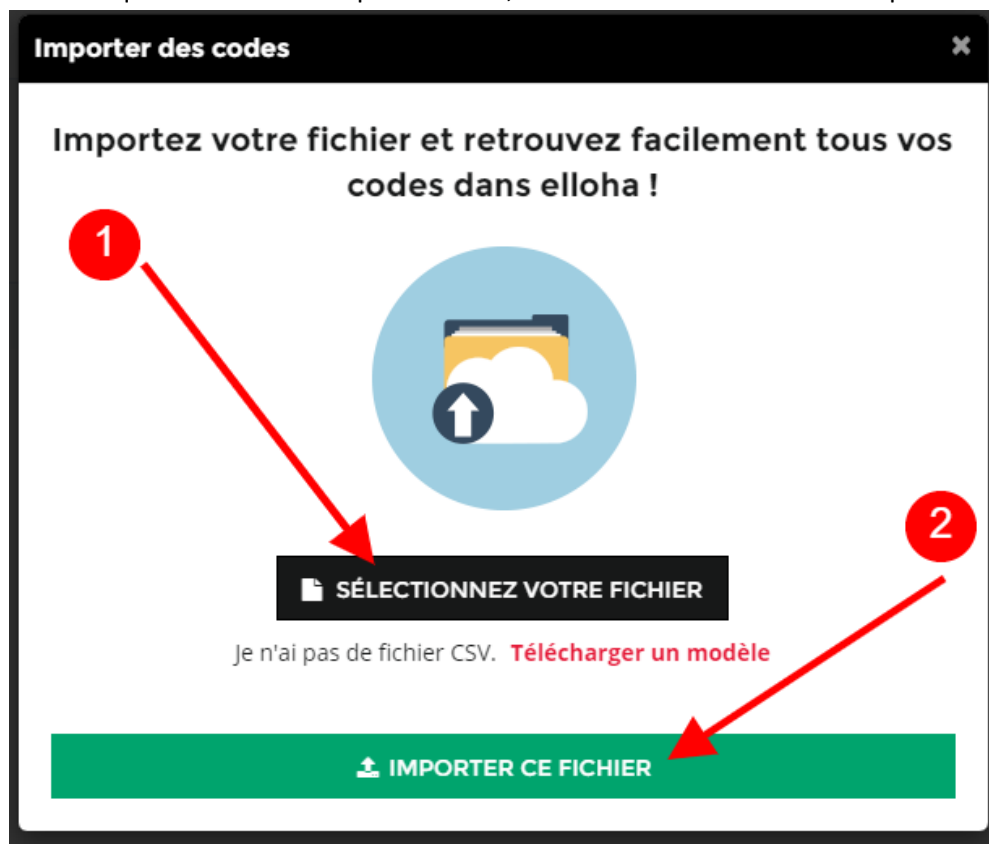 Importer des codes
Importez votre fichier et retrouvez facilement tous vos
codes dans elloha !
1
2
SÉLECTIONNEZ VOTRE FICHIER
Je n'ai pas de fichier CSV. Télécharger un modèle
IMPORTER CE FICHIER